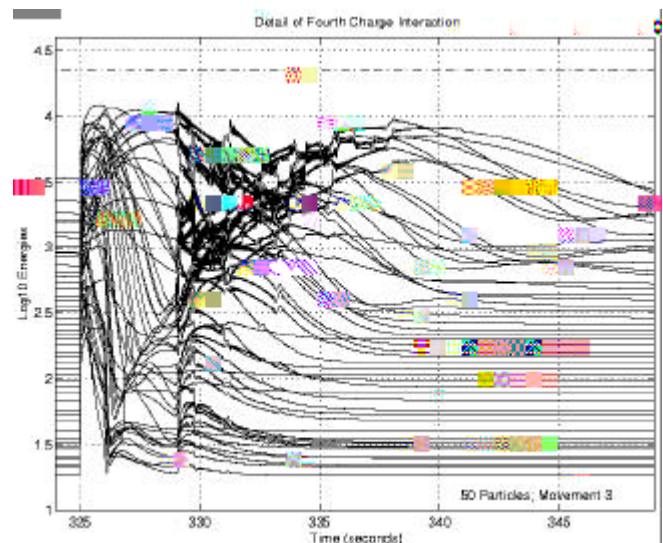 Detail of Fourth Charge Interaction
4.5
4
3.5
3
2.5
2
1.5
1
Log10 Energies
50 Particles; Movement 3
325 330 335 340 345
Time (seconds)